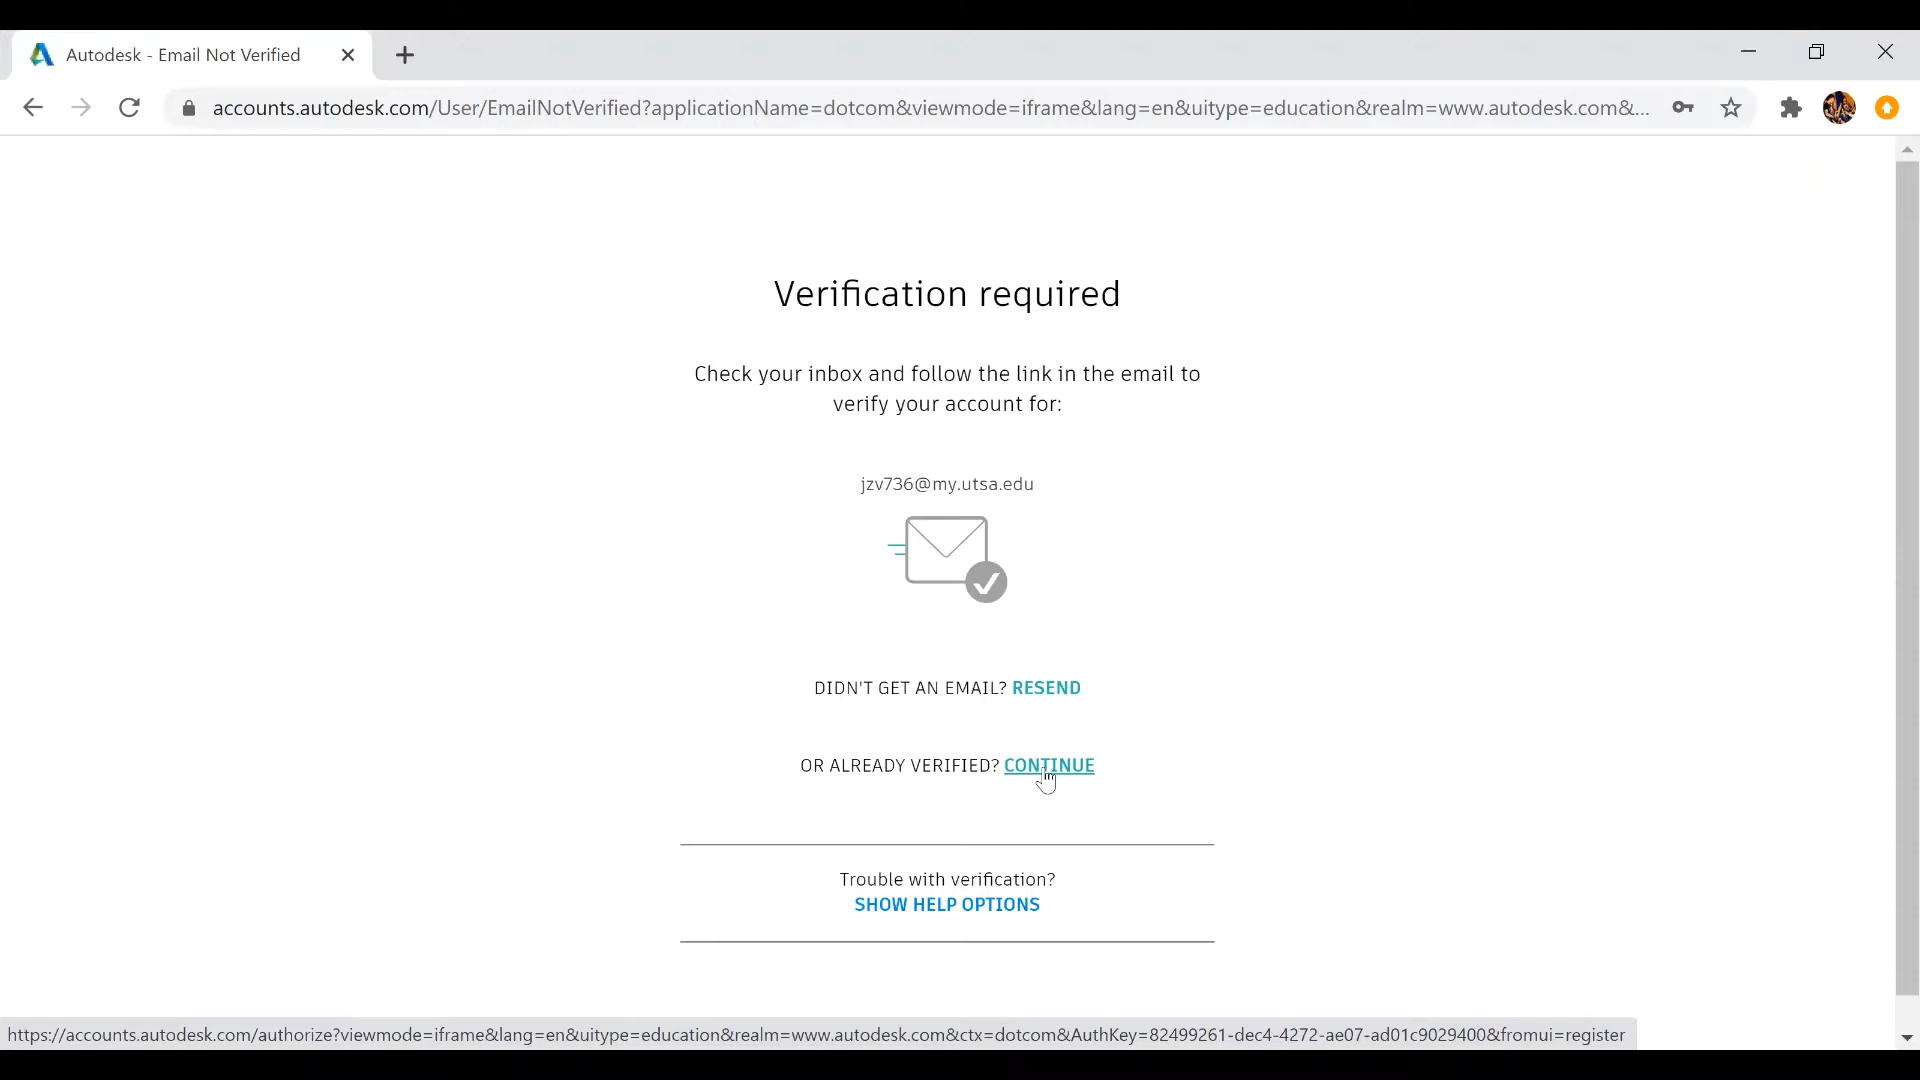 Autodesk - Email Not Verified
accounts.autodesk.com/User/EmailNotVerified?applicationName=dotcom&viewmode=iframe&lang=en&uitype=education&realm=www.autodesk.com&...
Verification required
Check your inbox and follow the link in the email to
verify your account for:
jzv736@my.utsa.edu
DIDN'T GET AN EMAIL? RESEND
OR ALREADY VERIFIED? CONTINUE
Trouble with verification?
SHOW HELP OPTIONS
https://accounts.autodesk.com/authorize?viewmode=iframe&lang=en&uitype=education&realm=www.autodesk.com&ctx=dotcom&AuthKey=82499261-dec4-4272-ae07-ad01c9029400&fromui=register